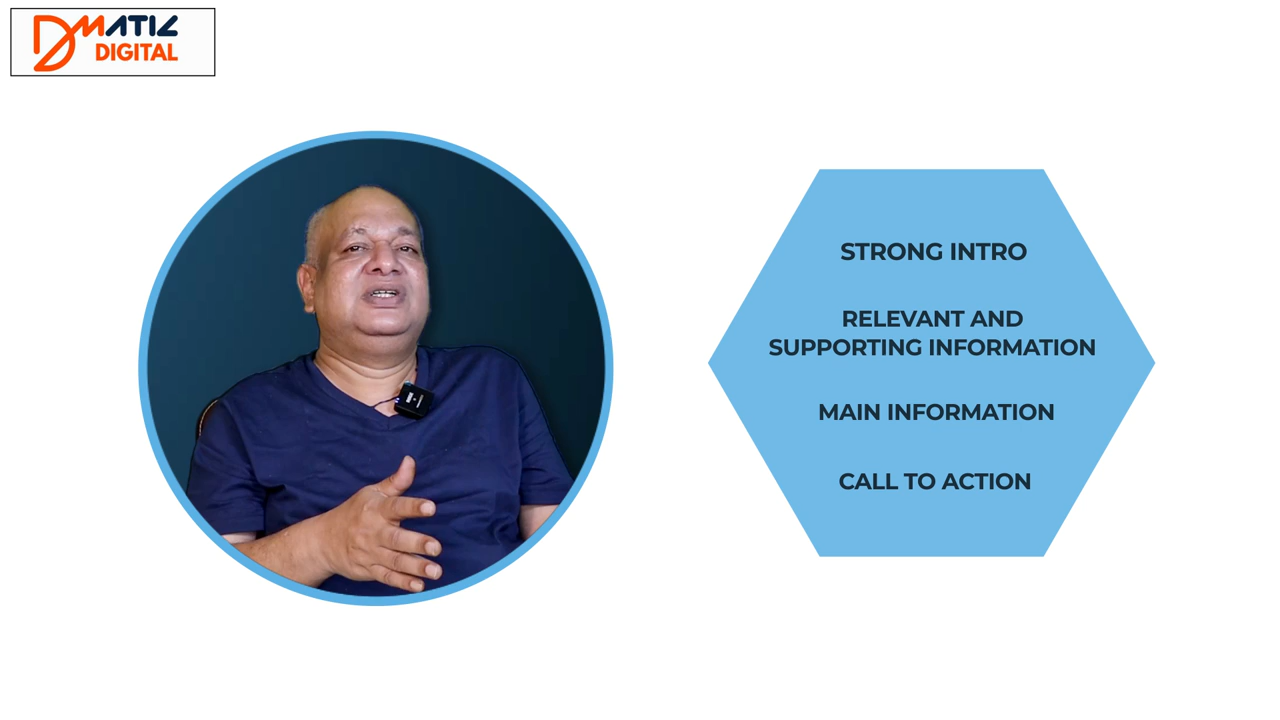 DMATIC
DIGITAL
STRONG INTRO
RELEVANT AND
SUPPORTING INFORMATION
MAIN INFORMATION
CALL TO ACTION